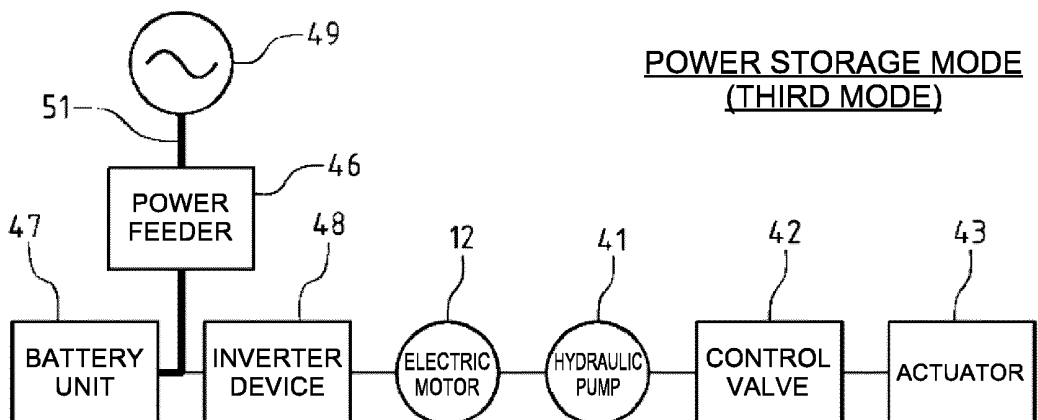 49
POWER STORAGE MODE
(THIRD MODE)
51
46
POWER
FEEDER
47
48
12
41
42
43
BATTERY
UNIT
INVERTER
DEVICE
ELECTRIC
MOTOR
HYDRAULIC
PUMP
CONTROL
VALVE
ACTUATOR